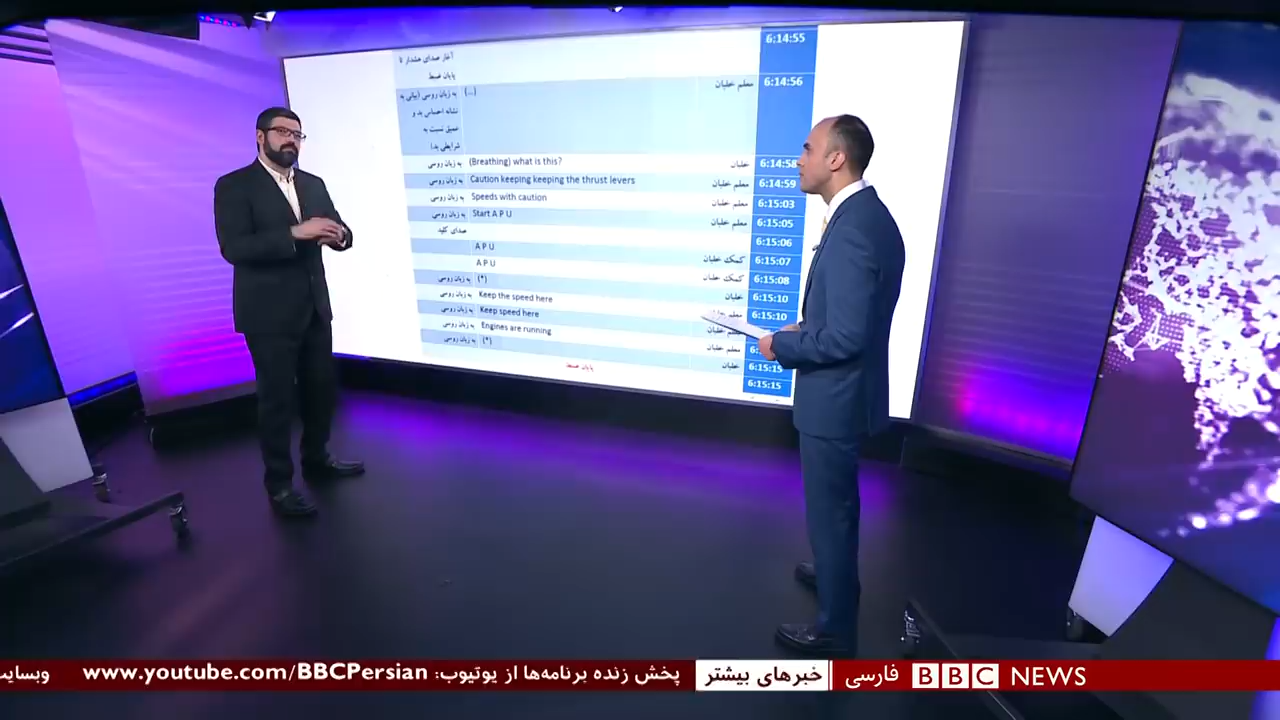 6:14:55
آغاز صدای هشدار تا
پایان ضبط
6:14:56 معلم خلبان (...) به زبان روسی (بیانی به
نشانه احساس بد و
عمیق نسبت به
شرایطی بد)
6:14:58 خلبان (Breathing) what is this? به زبان روسی
6:14:59 معلم خلبان Caution keeping keeping the thrust levers به زبان روسی
6:15:03 معلم خلبان Speeds with caution به زبان روسی
6:15:05 معلم خلبان Start A P U به زبان روسی
6:15:06 صدای کلید
6:15:07 کمک خلبان A P U
6:15:08 کمک خلبان A P U
6:15:10 خلبان (*) به زبان روسی
6:15:10 معلم Keep the speed here به زبان روسی
معلم Keep speed here به زبان روسی
6:15:15 معلم خلبان Engines are running به زبان روسی
6:15:15 خلبان (*) به زبان روسی
پایان ضبط
BBC NEWS فارسی
خبرهای بیشتر
پخش زنده برنامه‌ها از یوتیوب: www.youtube.com/BBCPersian
وبسایت